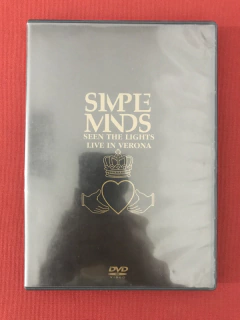 SIMPLE
MINDS
SEEN THE LIGHTS
LIVE IN VERONA
DVD